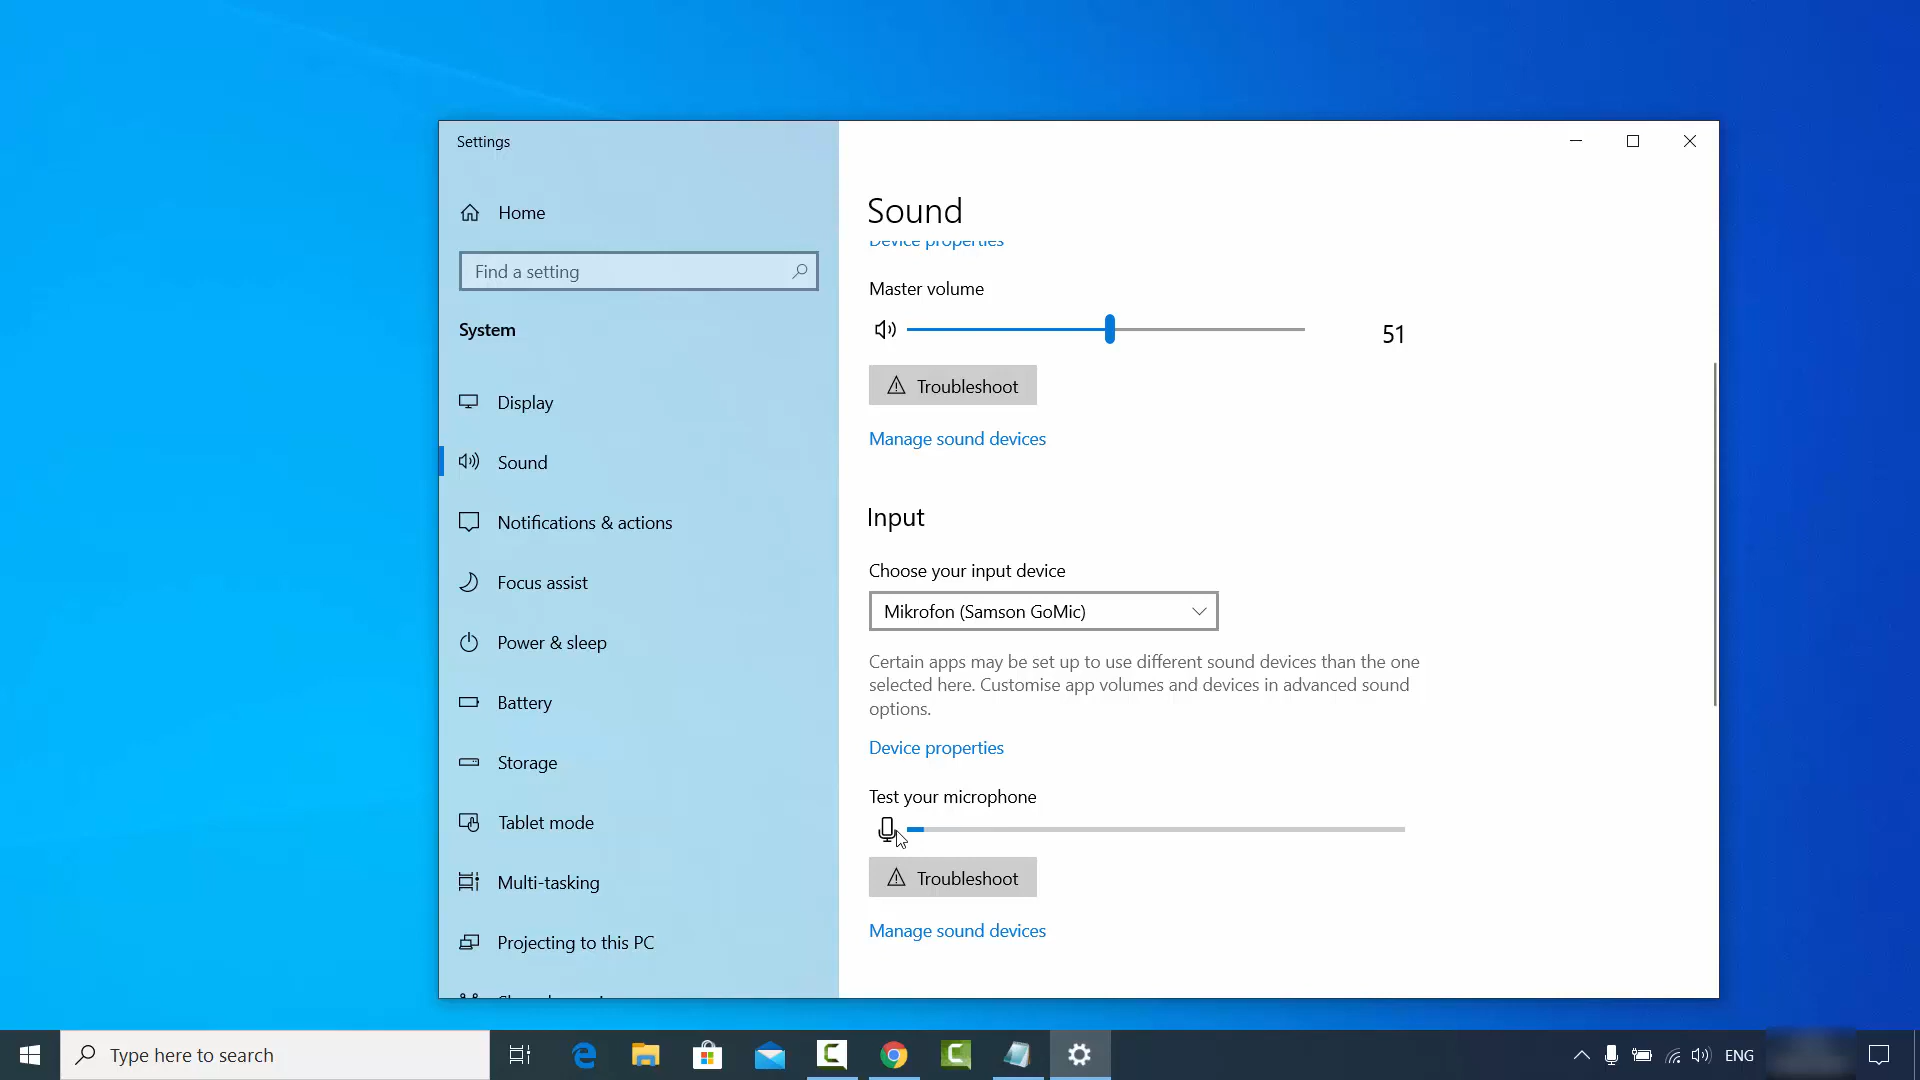 Settings
Home
Find a setting
System
Display
Sound
Notifications & actions
Focus assist
Power & sleep
Battery
Storage
Tablet mode
Multi-tasking
Projecting to this PC
Sound
Device properties
Master volume
51
Troubleshoot
Manage sound devices
Input
Choose your input device
Mikrofon (Samson GoMic)
Certain apps may be set up to use different sound devices than the one
selected here. Customise app volumes and devices in advanced sound
options.
Device properties
Test your microphone
Troubleshoot
Manage sound devices
Type here to search
ENG